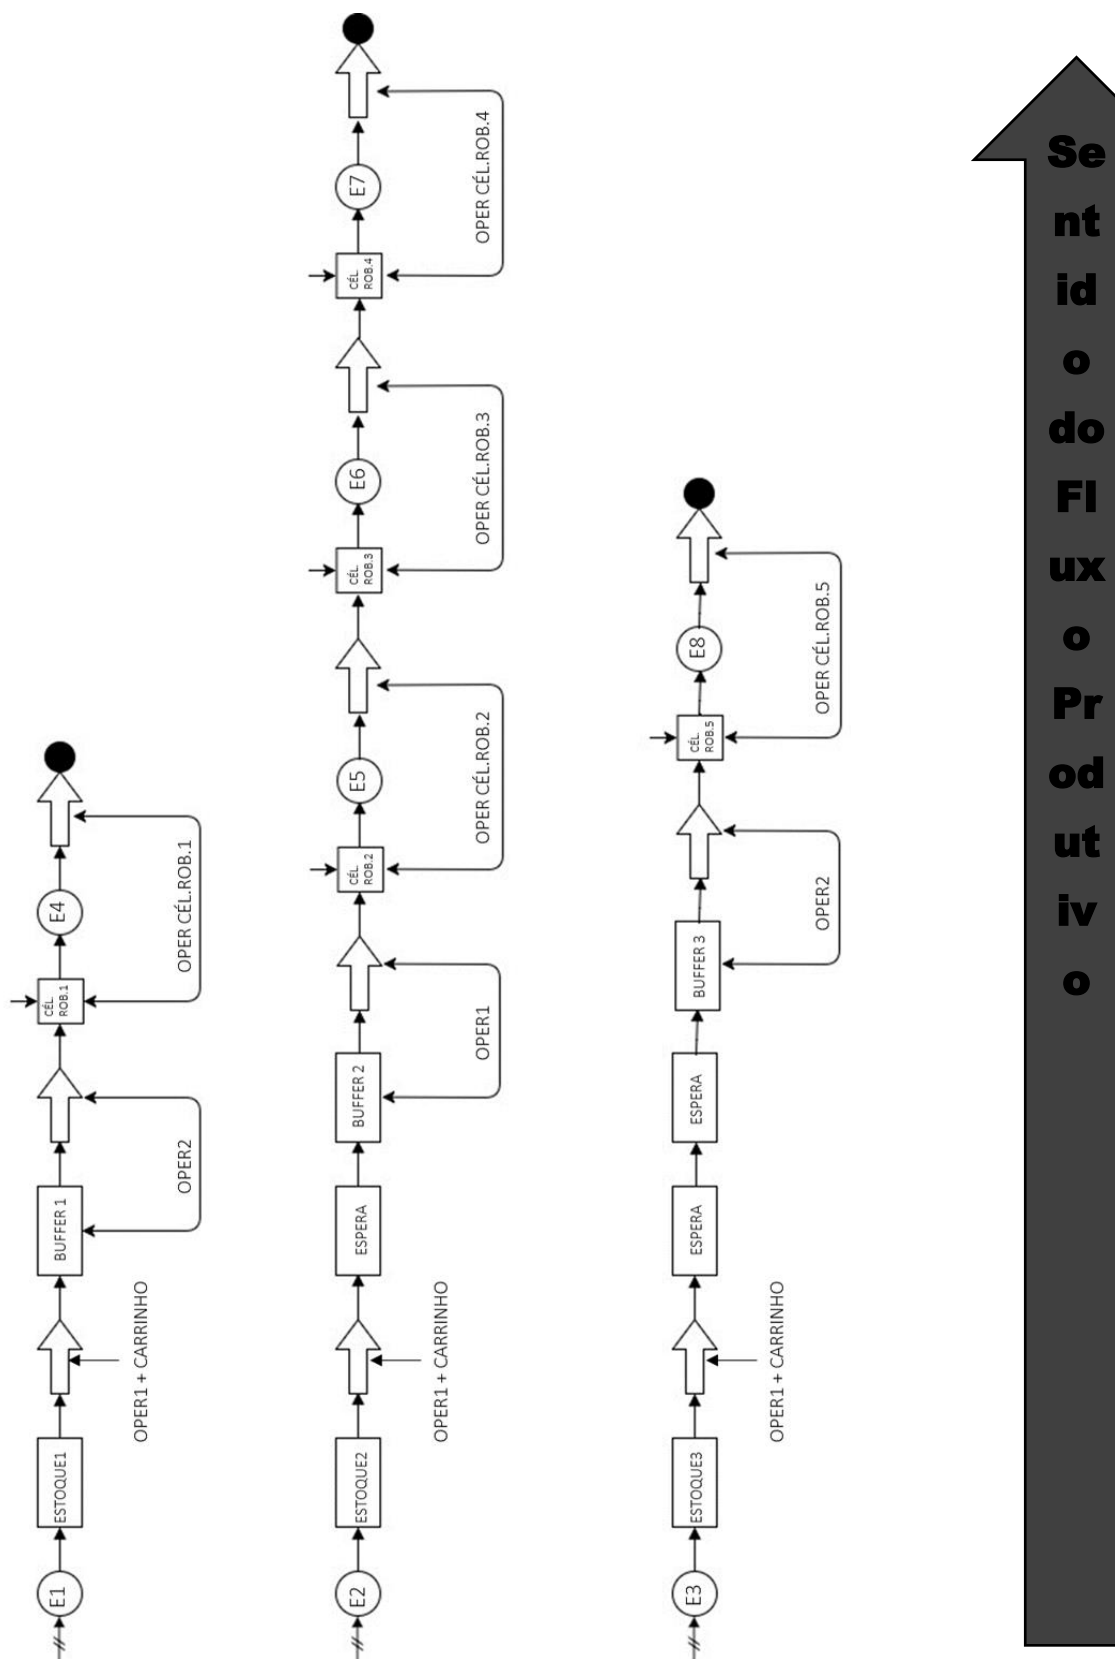 E1
ESTOQUE1
OPER1 + CARRINHO
BUFFER 1
OPER2
CÉL.
ROB.1
E4
OPER CÉL.ROB.1
E2
ESTOQUE2
OPER1 + CARRINHO
ESPERA
BUFFER 2
OPER1
CÉL.
ROB.2
E5
OPER CÉL.ROB.2
CÉL.
ROB.3
E6
OPER CÉL.ROB.3
CÉL.
ROB.4
E7
OPER CÉL.ROB.4
E3
ESTOQUE3
OPER1 + CARRINHO
ESPERA
ESPERA
BUFFER 3
OPER2
CÉL.
ROB.5
E8
OPER CÉL.ROB.5
Se
nt
id
o
do
Fl
ux
o
Pr
od
ut
iv
o